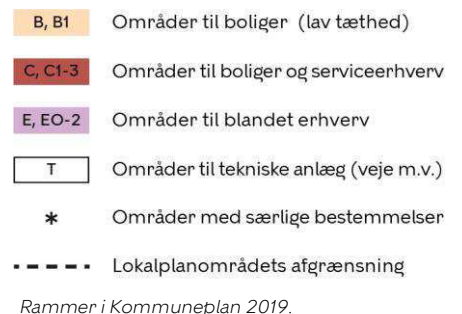 B, B1 Områder til boliger (lav tæthed)
C, C1-3 Områder til boliger og serviceerhverv
E, EO-2 Områder til blandet erhverv
T Områder til tekniske anlæg (veje m.v.)
* Områder med særlige bestemmelser
Lokalplanområdets afgrænsning
Rammer i Kommuneplan 2019.